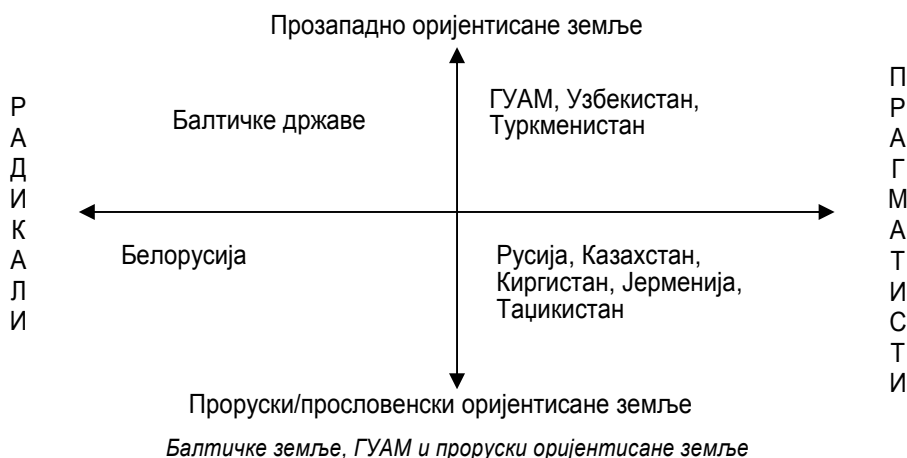 Прозападно оријентисане земље
РАДИКАЛИ
Балтичке државе
ГУАМ, Узбекистан,
Туркменистан
ПРАГМАТИСТИ
Белорусија
Русија, Казахстан,
Киргистан, Јерменија,
Таџикистан
Проруски/прословенски оријентисане земље
Балтичке земље, ГУАМ и проруски оријентисане земље